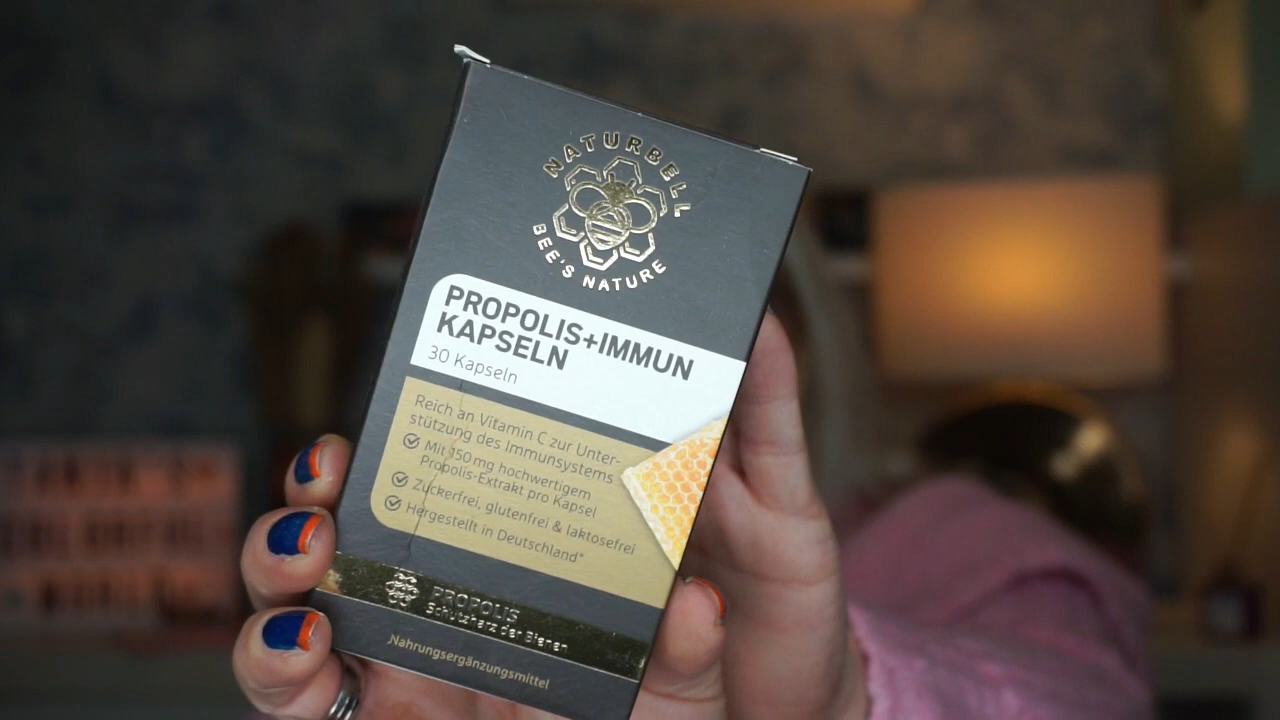 NATURBELL
BEE'S NATURE
PROPOLIS+IMMUN
KAPSELN
30 Kapseln
Reich an Vitamin C zur Unter-
stützung des Immunsystems
Mit 150 mg hochwertigem
Propolis-Extrakt pro Kapsel
Zuckerfrei, glutenfrei & laktosefrei
Hergestellt in Deutschland*
PROPOLIS
Schutzharz der Bienen
Nahrungsergänzungsmittel